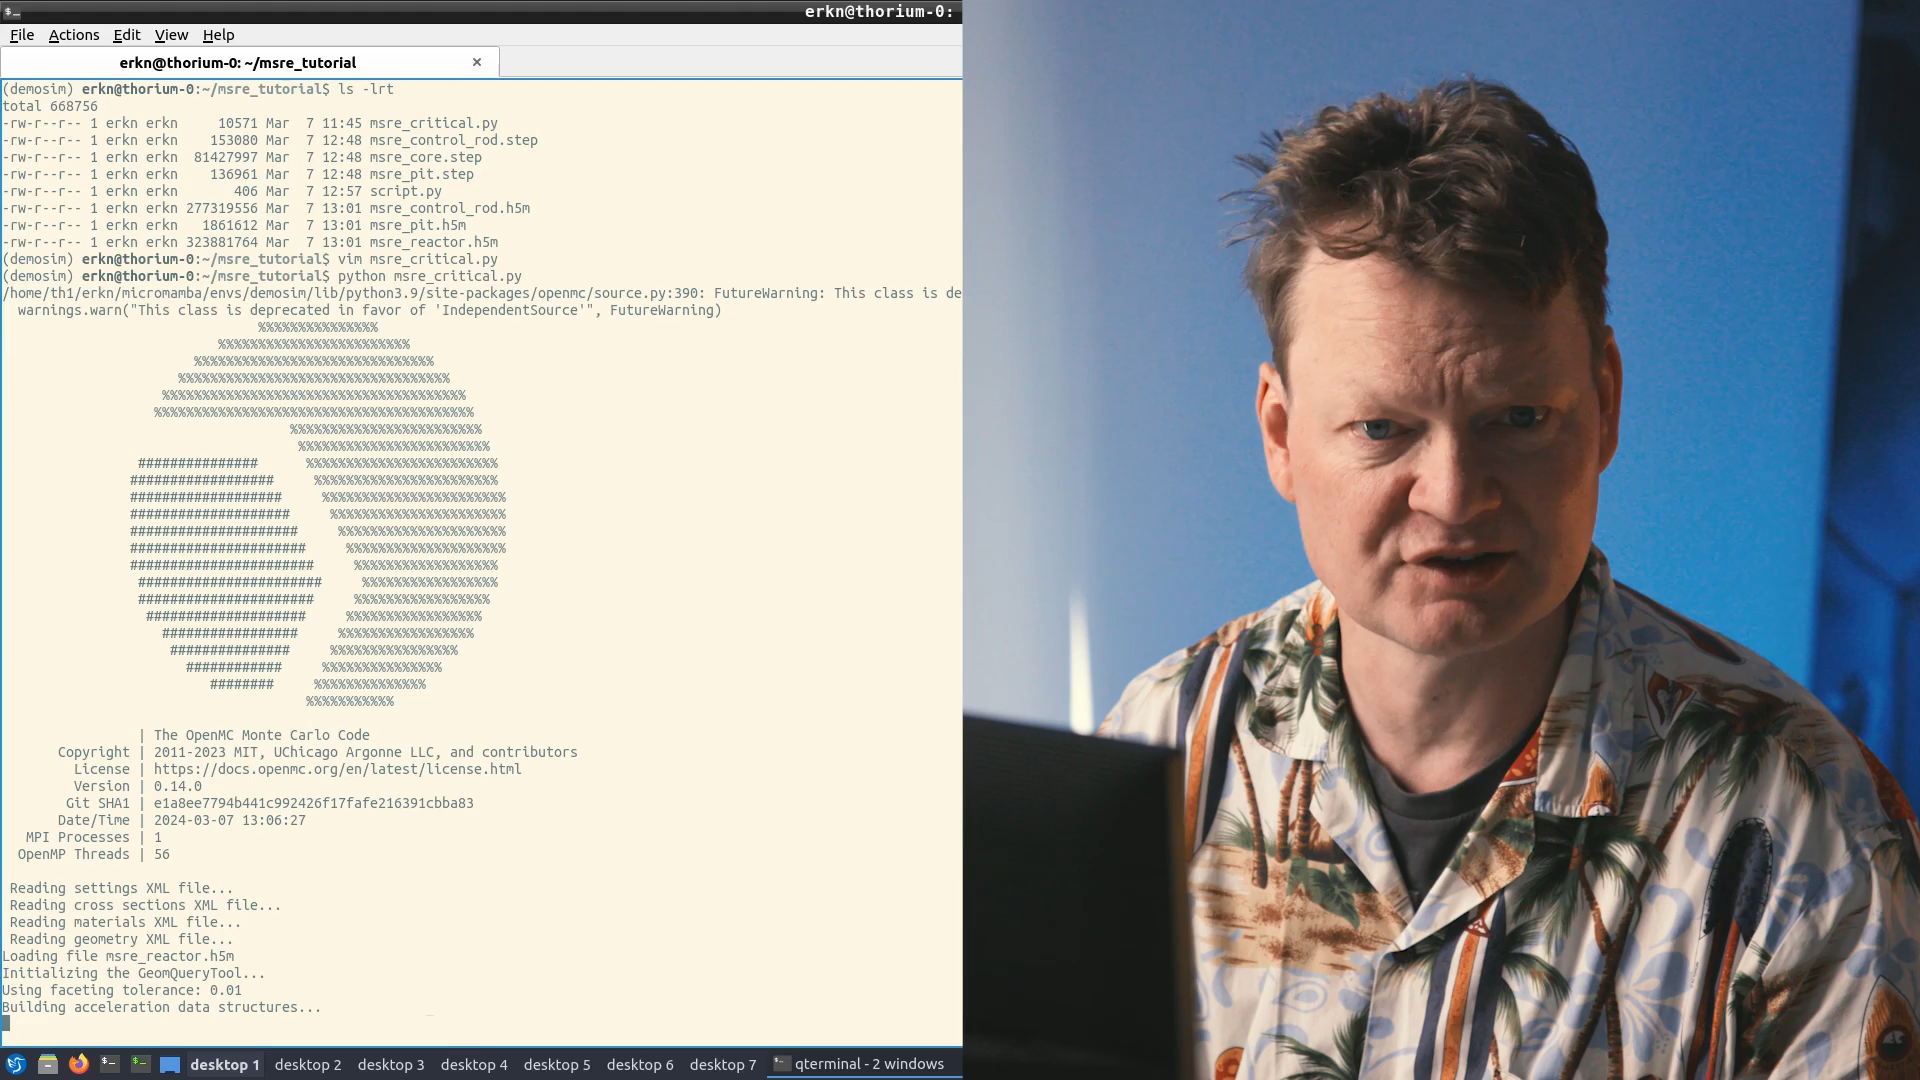 erkn@thorium-0:
File Actions Edit View Help
erkn@thorium-0: ~/msre_tutorial ×
(demosim) erkn@thorium-0:~/msre_tutorial$ ls -lrt
total 668756
-rw-r--r-- 1 erkn erkn     10571 Mar  7 11:45 msre_critical.py
-rw-r--r-- 1 erkn erkn    153080 Mar  7 12:48 msre_control_rod.step
-rw-r--r-- 1 erkn erkn  81427997 Mar  7 12:48 msre_core.step
-rw-r--r-- 1 erkn erkn    136961 Mar  7 12:48 msre_pit.step
-rw-r--r-- 1 erkn erkn       406 Mar  7 12:57 script.py
-rw-r--r-- 1 erkn erkn 277319556 Mar  7 13:01 msre_control_rod.h5m
-rw-r--r-- 1 erkn erkn   1861612 Mar  7 13:01 msre_pit.h5m
-rw-r--r-- 1 erkn erkn 323881764 Mar  7 13:01 msre_reactor.h5m
(demosim) erkn@thorium-0:~/msre_tutorial$ vim msre_critical.py
(demosim) erkn@thorium-0:~/msre_tutorial$ python msre_critical.py
/home/th1/erkn/micromamba/envs/demosim/lib/python3.9/site-packages/openmc/source.py:390: FutureWarning: This class is de
warnings.warn("This class is deprecated in favor of 'IndependentSource'", FutureWarning)
| The OpenMC Monte Carlo Code
Copyright | 2011-2023 MIT, UChicago Argonne LLC, and contributors
License | https://docs.openmc.org/en/latest/license.html
Version | 0.14.0
Git SHA1 | e1a8ee7794b441c992426f17fafe216391cbba83
Date/Time | 2024-03-07 13:06:27
MPI Processes | 1
OpenMP Threads | 56
Reading settings XML file...
Reading cross sections XML file...
Reading materials XML file...
Reading geometry XML file...
Loading file msre_reactor.h5m
Initializing the GeomQueryTool...
Using faceting tolerance: 0.01
Building acceleration data structures...
desktop 1 desktop 2 desktop 3 desktop 4 desktop 5 desktop 6 desktop 7 qterminal - 2 windows